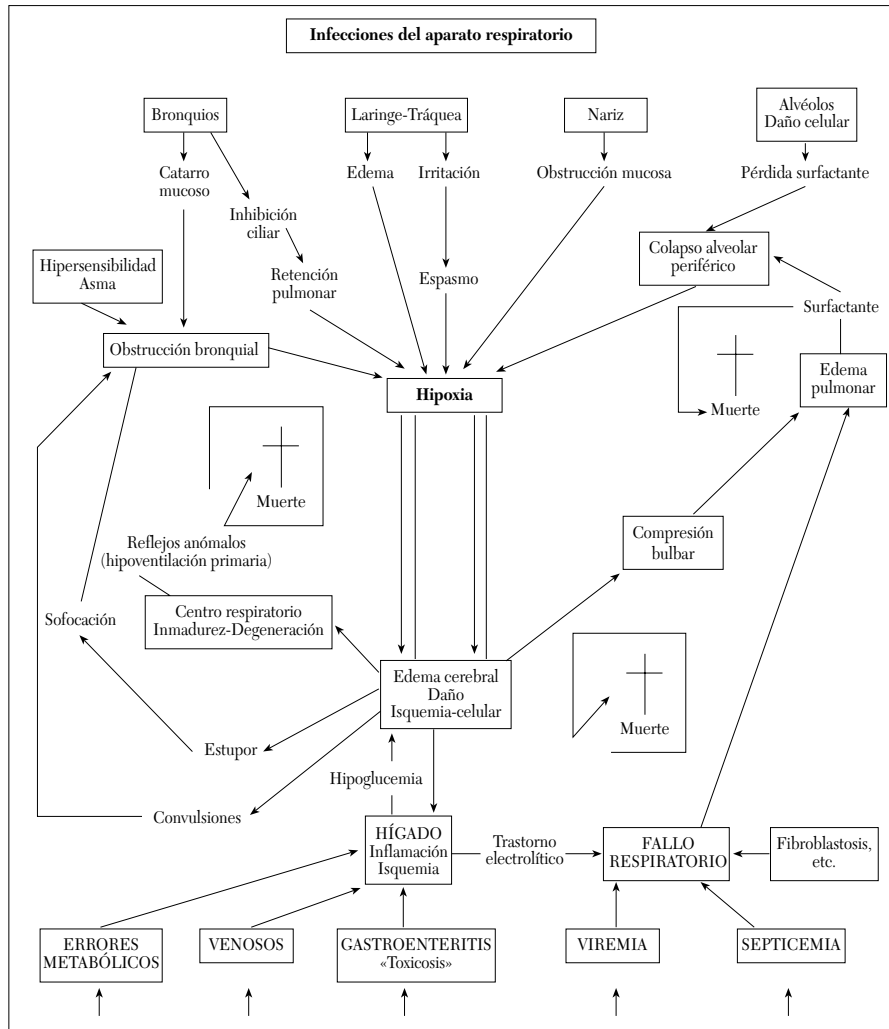 Infecciones del aparato respiratorio
Bronquios
Laringe-Tráquea
Nariz
Alvéolos
Daño celular
Catarro
mucoso
Edema
Irritación
Obstrucción mucosa
Pérdida surfactante
Inhibición
ciliar
Colapso alveolar
periférico
Hipersensibilidad
Asma
Retención
pulmonar
Espasmo
Surfactante
Obstrucción bronquial
Hipoxia
Muerte
Edema
pulmonar
Muerte
Compresión
bulbar
Reflejos anómalos
(hipoventilación primaria)
Sofocación
Centro respiratorio
Inmadurez-Degeneración
Edema cerebral
Daño
Isquemia-celular
Muerte
Estupor
Hipoglucemia
Convulsiones
HÍGADO
Inflamación
Isquemia
Trastorno
electrolítico
FALLO
RESPIRATORIO
Fibroblastosis,
etc.
ERRORES
METABÓLICOS
VENOSOS
GASTROENTERITIS
«Toxicosis»
VIREMIA
SEPTICEMIA